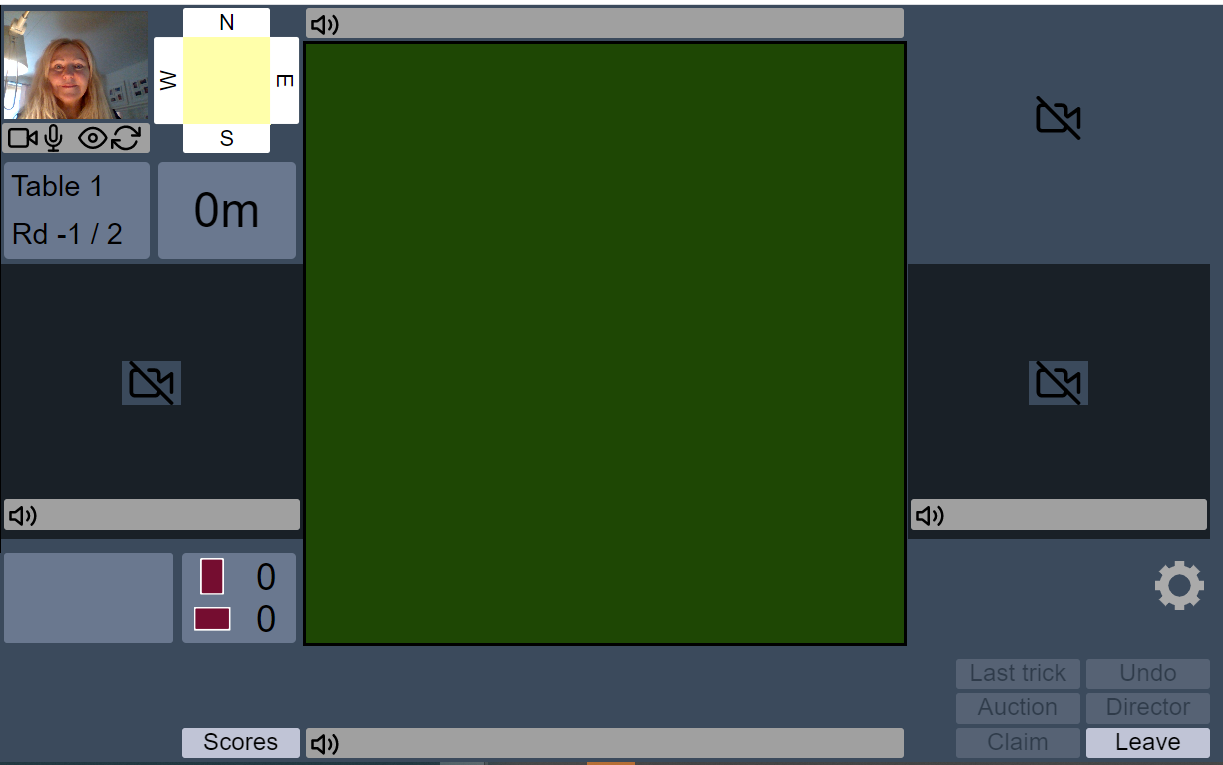 N
W
E
S
Table 1
Rd -1 / 2
0m
0
0
Last trick
Undo
Auction
Director
Claim
Leave
Scores